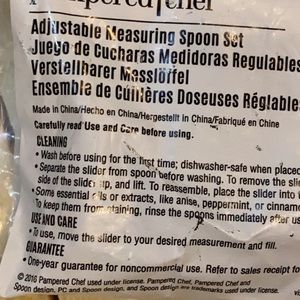 Pampered Chef
Adjustable Measuring Spoon Set
Juego de Cucharas Medidoras Regulables
Verstellbarer Messlöffel
Ensemble de Cuillères Doseuses Réglables
Made in China/Hecho en China/Hergestellt in China/Fabriqué en Chine
Carefully read Use and Care before using.
CLEANING
• Wash before using for the first time; dishwasher-safe when placed
• Separate the slider from spoon before washing. To remove the
side of the slider up, and lift. To reassemble, place the slider into
• Some essential oils or extracts, like anise, peppermint, or
To keep them from staining, rinse the spoons immediately after
USE AND CARE
• To use, move the slider to your desired measurement and fill.
GUARANTEE
• One-year guarantee for noncommercial use. Refer to sales receipt
© 2016 Pampered Chef used under license. Pampered Chef, Pampered Chef and
Spoon design, PC and Spoon design, and Spoon design are trademarks used under license.